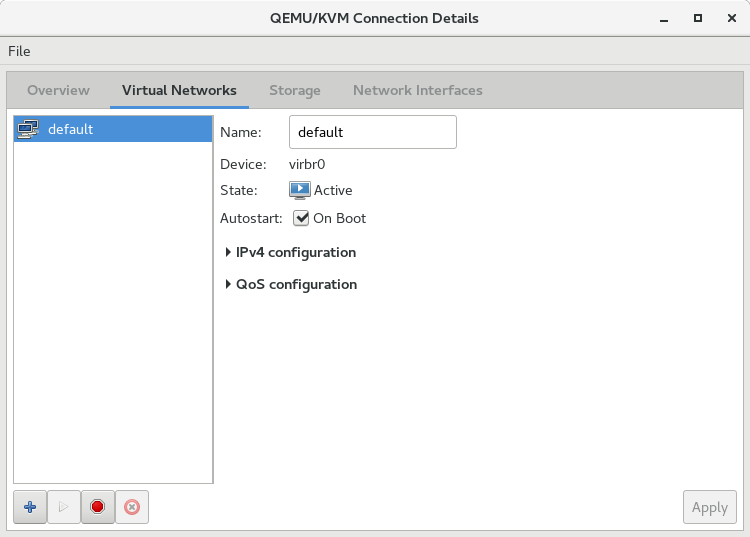 QEMU/KVM Connection Details
File
Overview Virtual Networks Storage Network Interfaces
default
Name: default
Device: virbr0
State: Active
Autostart: On Boot
IPv4 configuration
QoS configuration
Apply